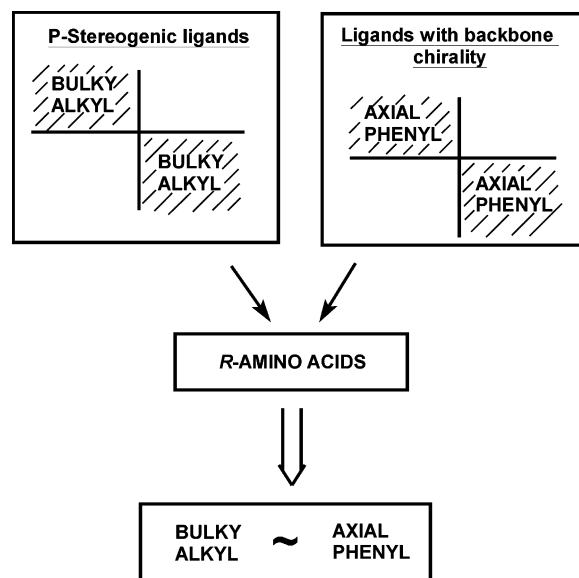 P-Stereogenic ligands
BULKY
ALKYL
BULKY
ALKYL
Ligands with backbone
chirality
AXIAL
PHENYL
AXIAL
PHENYL
R-AMINO ACIDS
BULKY
ALKYL
~
AXIAL
PHENYL